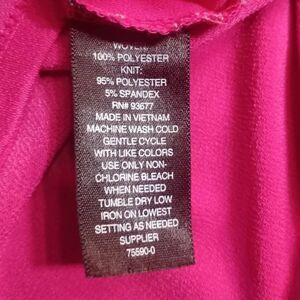 WOVEN:
100% POLYESTER
KNIT:
95% POLYESTER
5% SPANDEX
RN# 93677
MADE IN VIETNAM
MACHINE WASH COLD
GENTLE CYCLE
WITH LIKE COLORS
USE ONLY NON-
CHLORINE BLEACH
WHEN NEEDED
TUMBLE DRY LOW
IRON ON LOWEST
SETTING AS NEEDED
SUPPLIER
75590-0